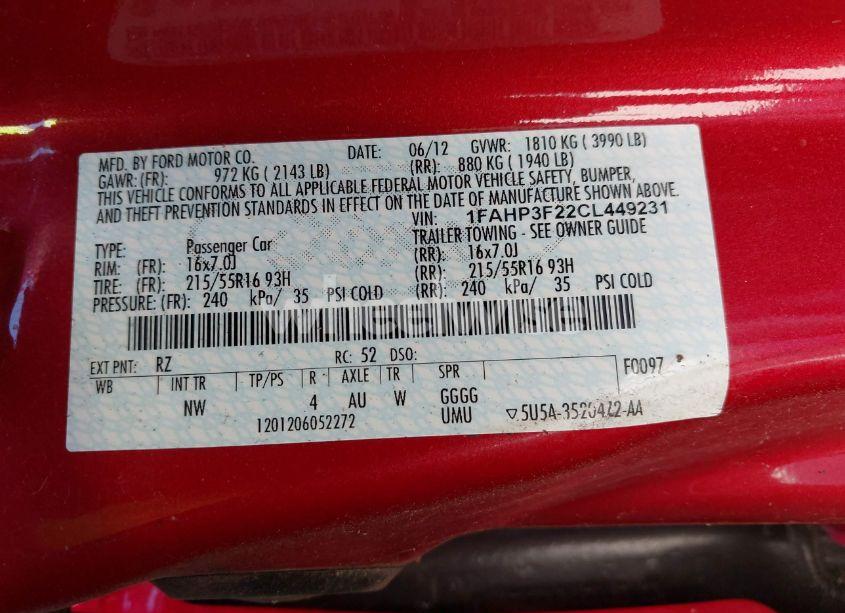 MFD. BY FORD MOTOR CO. DATE: 06/12 GVWR: 1810 KG ( 3990 LB)
GAWR: (FR): 972 KG ( 2143 LB) (RR): 880 KG ( 1940 LB)
THIS VEHICLE CONFORMS TO ALL APPLICABLE FEDERAL MOTOR VEHICLE SAFETY, BUMPER,
AND THEFT PREVENTION STANDARDS IN EFFECT ON THE DATE OF MANUFACTURE SHOWN ABOVE.
VIN: 1FAHP3F22CL449231
TYPE: Passenger Car TRAILER TOWING - SEE OWNER GUIDE
RIM: (FR): 16x7.0J (RR): 16x7.0J
TIRE: (FR): 215/55R16 93H (RR): 215/55R16 93H
PRESSURE: (FR): 240 kPa/ 35 PSI COLD (RR): 240 kPa/ 35 PSI COLD
EXT PNT: RZ RC: 52 DSO: F0097
WB INT TR TP/PS R AXLE TR SPR
NW 4 AU W GGGG
1201206052272 UMU ▽5U5A-3520472-AA